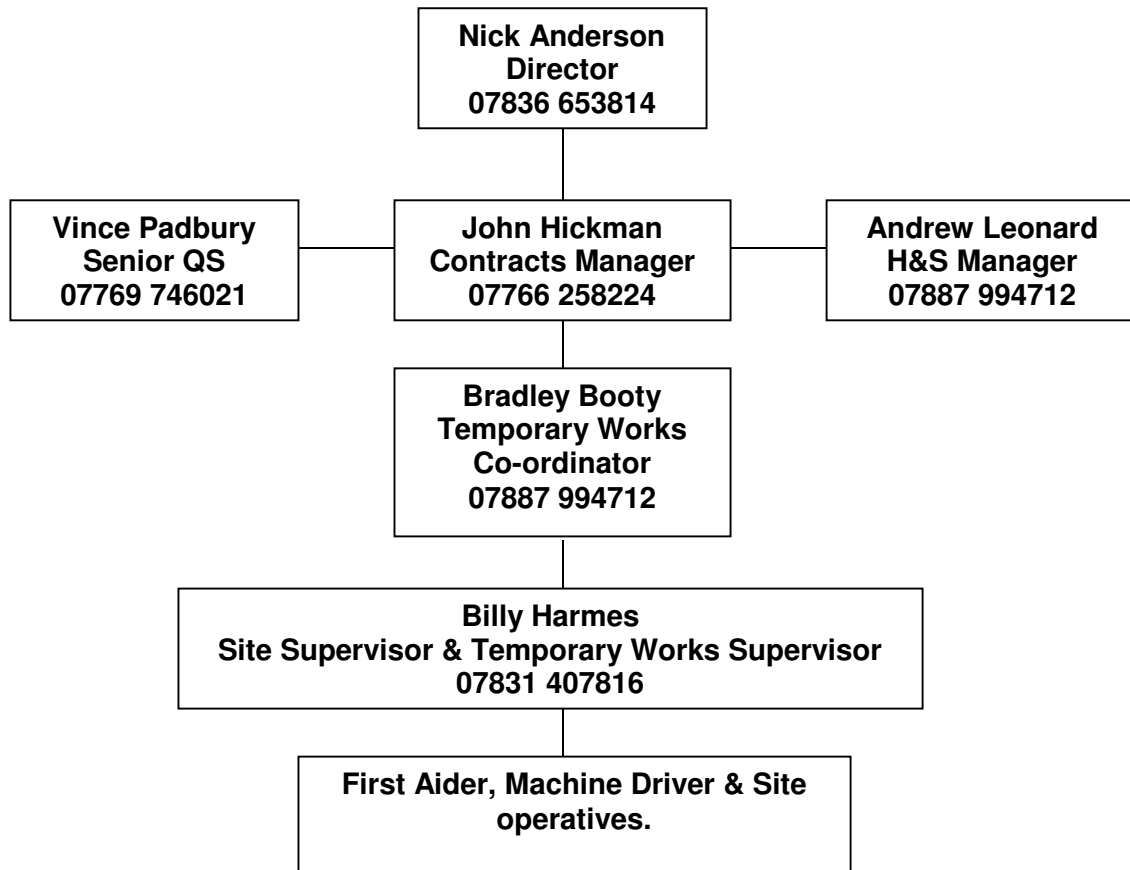 Nick Anderson
Director
07836 653814
Vince Padbury
Senior QS
07769 746021
John Hickman
Contracts Manager
07766 258224
Andrew Leonard
H&S Manager
07887 994712
Bradley Booty
Temporary Works
Co-ordinator
07887 994712
Billy Harmes
Site Supervisor & Temporary Works Supervisor
07831 407816
First Aider, Machine Driver & Site
operatives.